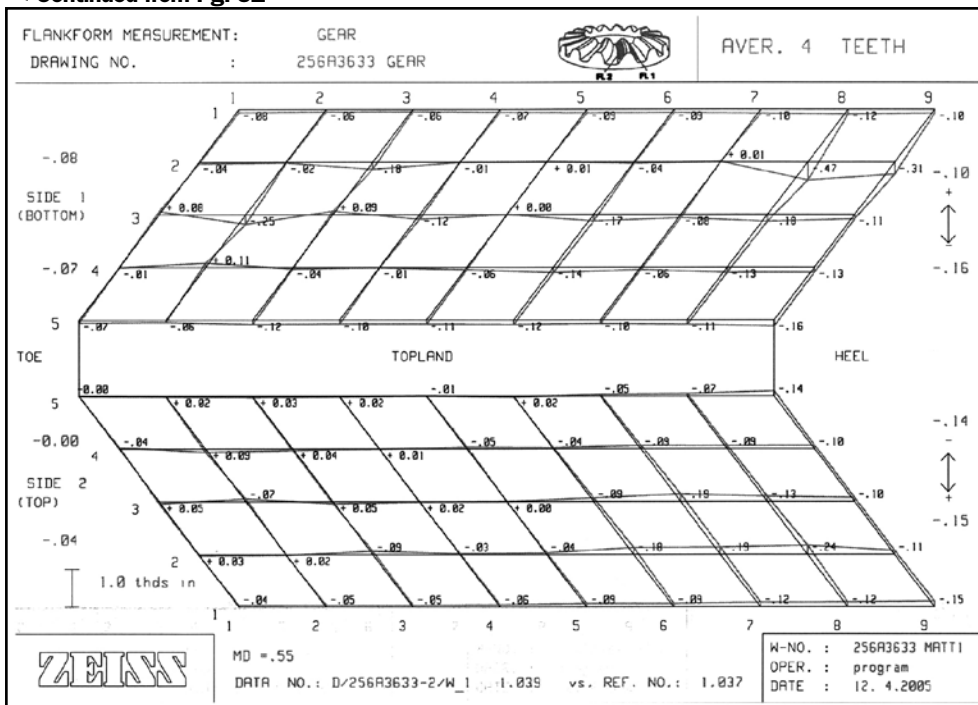 Continued from Pg. 32
FLANKFORM MEASUREMENT: GEAR
DRAWING NO. : 256A3633 GEAR
FL2 FL1
AVER. 4 TEETH
1 2 3 4 5 6 7 8 9
1 -.08 -.06 -.06 -.07 -.09 -.09 -.10 -.12 -.10
-.08
2 -.04 -.02 -.18 -.01 + 0.01 -.04 + 0.01 -.47 -.31 -.10
SIDE 1
(BOTTOM)
+
3 + 0.08 -.25 + 0.09 -.12 + 0.00 -.17 -.08 -.18 -.11
-
-.07 4 -.01 + 0.11 -.04 -.01 -.06 -.14 -.06 -.13 -.13 -.16
5 -.07 -.06 -.12 -.10 -.11 -.12 -.10 -.11 -.16
TOE TOPLAND HEEL
5 -0.00 + 0.02 + 0.03 + 0.02 -.01 + 0.02 -.05 -.07 -.14
-0.00 -.14
4 -.04 + 0.09 + 0.04 + 0.01 -.05 -.04 -.09 -.09 -.10
-
SIDE 2
(TOP)
3 + 0.05 -.07 + 0.05 + 0.02 + 0.00 -.09 -.19 -.13 -.10
+
-.04 -.15
2 + 0.03 + 0.02 -.09 -.03 -.04 -.18 -.19 -.24 -.11
1.0 thds in
1 -.04 -.05 -.05 -.06 -.09 -.09 -.12 -.12 -.15
1 2 3 4 5 6 7 8 9
ZEISS
MD =.55
DATA NO.: D/256A3633-2/W_1 1.039 vs. REF. NO.: 1.037
W-NO. : 256A3633 MATT1
OPER. : program
DATE : 12. 4.2005